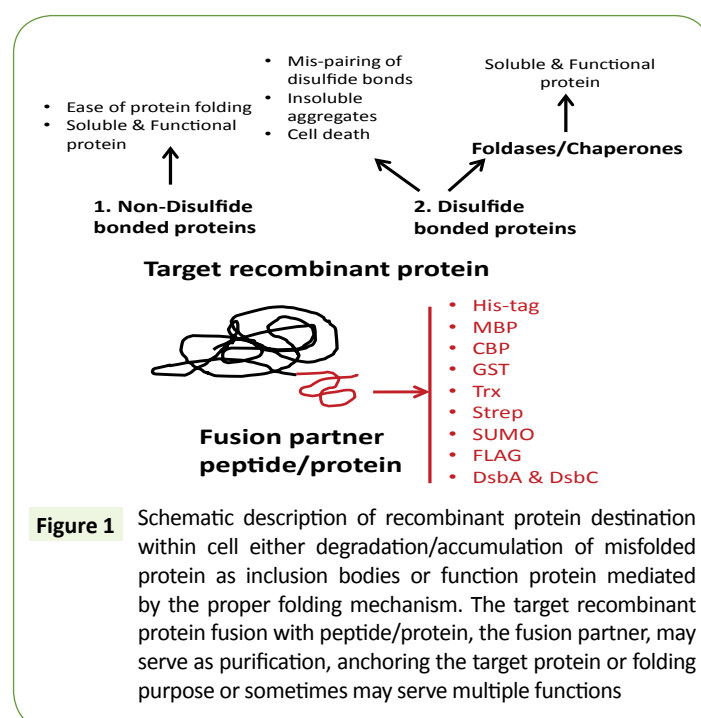 • Ease of protein folding
• Soluble & Functional
protein
• Mis-pairing of
disulfide bonds
• Insoluble
aggregates
• Cell death
Soluble & Functional
protein
Foldases/Chaperones
1. Non-Disulfide
bonded proteins
2. Disulfide
bonded proteins
Target recombinant protein
• His-tag
• MBP
• CBP
• GST
• Trx
• Strep
• SUMO
• FLAG
• DsbA & DsbC
Fusion partner
peptide/protein
Figure 1
Schematic description of recombinant protein destination
within cell either degradation/accumulation of misfolded
protein as inclusion bodies or function protein mediated
by the proper folding mechanism. The target recombinant
protein fusion with peptide/protein, the fusion partner, may
serve as purification, anchoring the target protein or folding
purpose or sometimes may serve multiple functions